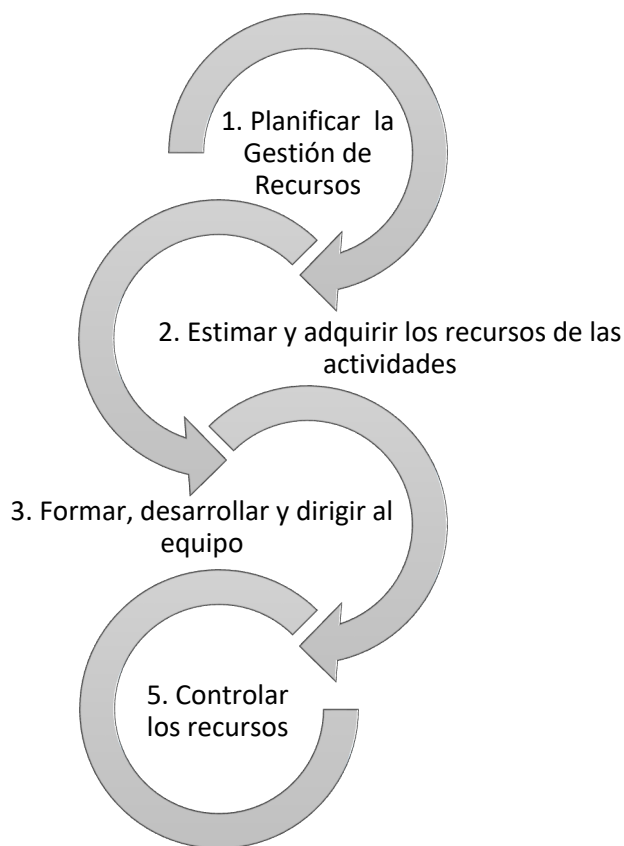 1. Planificar la
Gestión de
Recursos
2. Estimar y adquirir los recursos de las
actividades
3. Formar, desarrollar y dirigir al
equipo
5. Controlar
los recursos